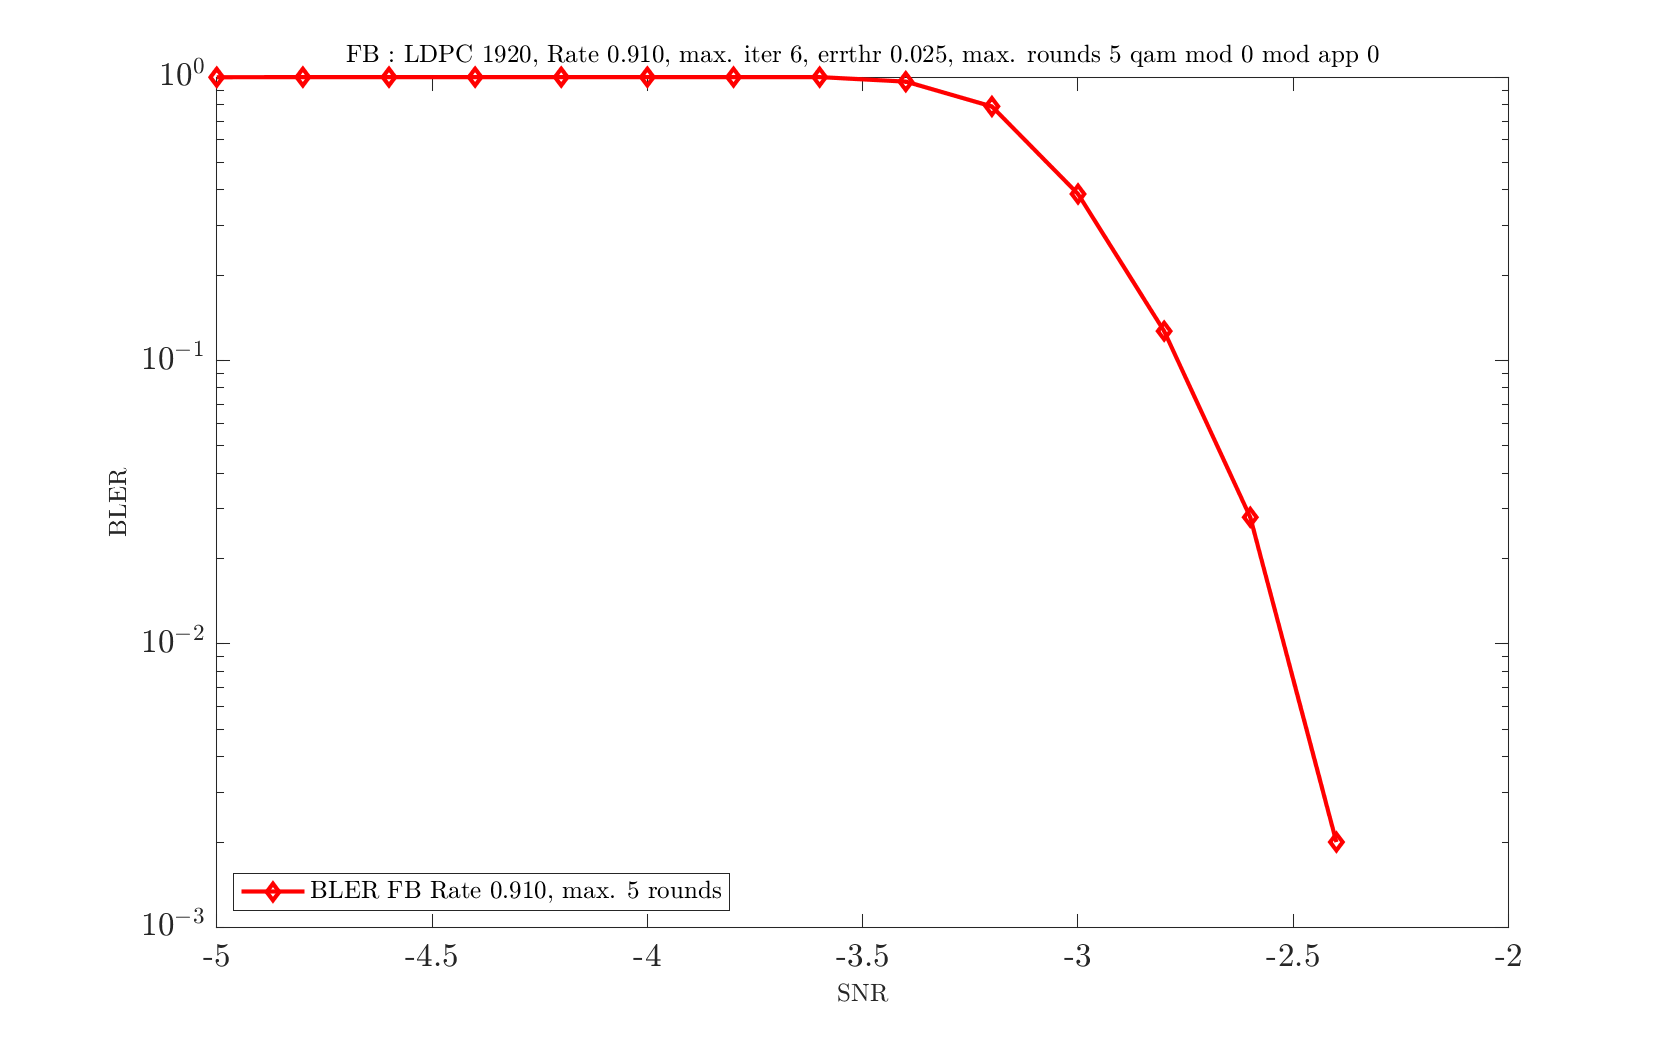 FB : LDPC 1920, Rate 0.910, max. iter 6, errthr 0.025, max. rounds 5 qam mod 0 mod app 0
10^0
10^{-1}
10^{-2}
10^{-3}
BLER
BLER FB Rate 0.910, max. 5 rounds
-5 -4.5 -4 -3.5 -3 -2.5 -2
SNR